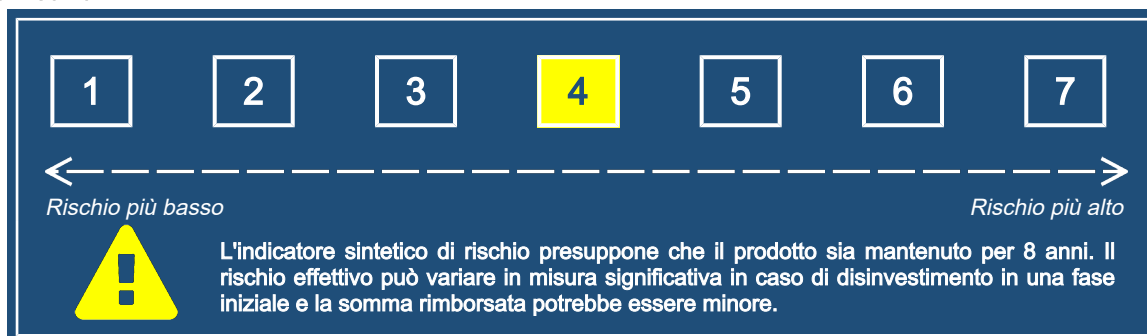 1 2 3 4 5 6 7
Rischio più basso Rischio più alto
L'indicatore sintetico di rischio presuppone che il prodotto sia mantenuto per 8 anni. Il
rischio effettivo può variare in misura significativa in caso di disinvestimento in una fase
iniziale e la somma rimborsata potrebbe essere minore.